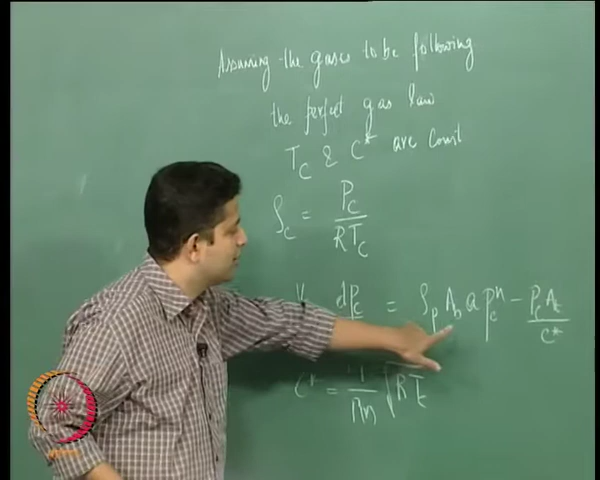 Assuming the gases to be following
the perfect gas law
T_C & C* are const
ρ_c = P_c / RT_c
V dP_c = ρ_p A_b a P_c^n − P_c A_t / C*
C* = 1 / √RT_c